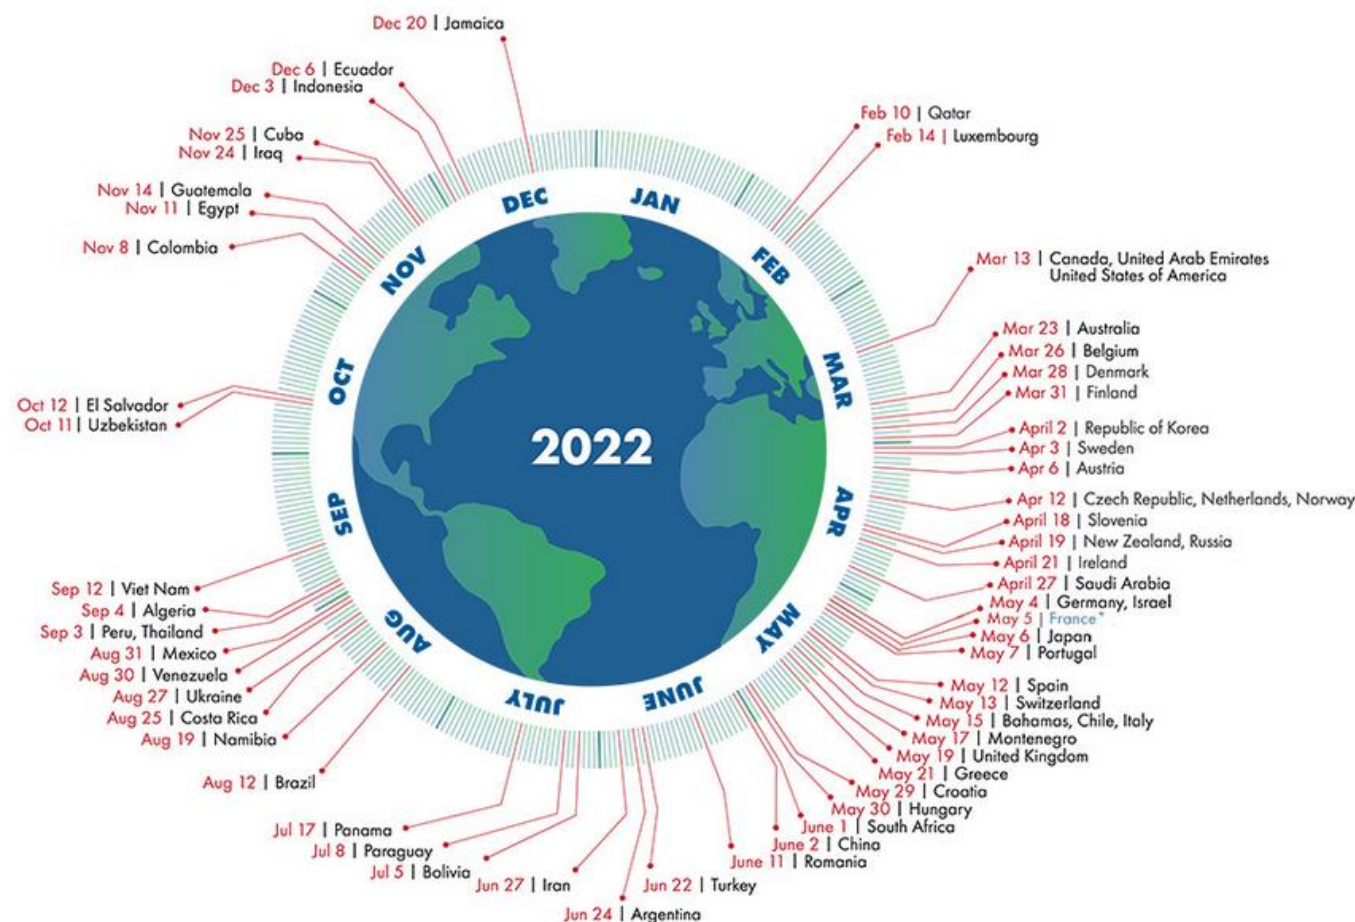 Dec 20 | Jamaica
Dec 6 | Ecuador
Dec 3 | Indonesia
Nov 25 | Cuba
Nov 24 | Iraq
Nov 14 | Guatemala
Nov 11 | Egypt
Nov 8 | Colombia
Oct 12 | El Salvador
Oct 11 | Uzbekistan
Sep 12 | Viet Nam
Sep 4 | Algeria
Sep 3 | Peru, Thailand
Aug 31 | Mexico
Aug 30 | Venezuela
Aug 27 | Ukraine
Aug 25 | Costa Rica
Aug 19 | Namibia
Aug 12 | Brazil
Jul 17 | Panama
Jul 8 | Paraguay
Jul 5 | Bolivia
Jun 27 | Iran
Jun 24 | Argentina
Jun 22 | Turkey
Feb 10 | Qatar
Feb 14 | Luxembourg
Mar 13 | Canada, United Arab Emirates
United States of America
Mar 23 | Australia
Mar 26 | Belgium
Mar 28 | Denmark
Mar 31 | Finland
April 2 | Republic of Korea
Apr 3 | Sweden
Apr 6 | Austria
Apr 12 | Czech Republic, Netherlands, Norway
April 18 | Slovenia
April 19 | New Zealand, Russia
April 21 | Ireland
April 27 | Saudi Arabia
May 4 | Germany, Israel
May 5 | France*
May 6 | Japan
May 7 | Portugal
May 12 | Spain
May 13 | Switzerland
May 15 | Bahamas, Chile, Italy
May 17 | Montenegro
May 19 | United Kingdom
May 21 | Greece
May 29 | Croatia
May 30 | Hungary
June 1 | South Africa
June 2 | China
June 11 | Romania
JAN
FEB
MAR
APR
MAY
JUNE
JULY
AUG
SEP
OCT
NOV
DEC
2022